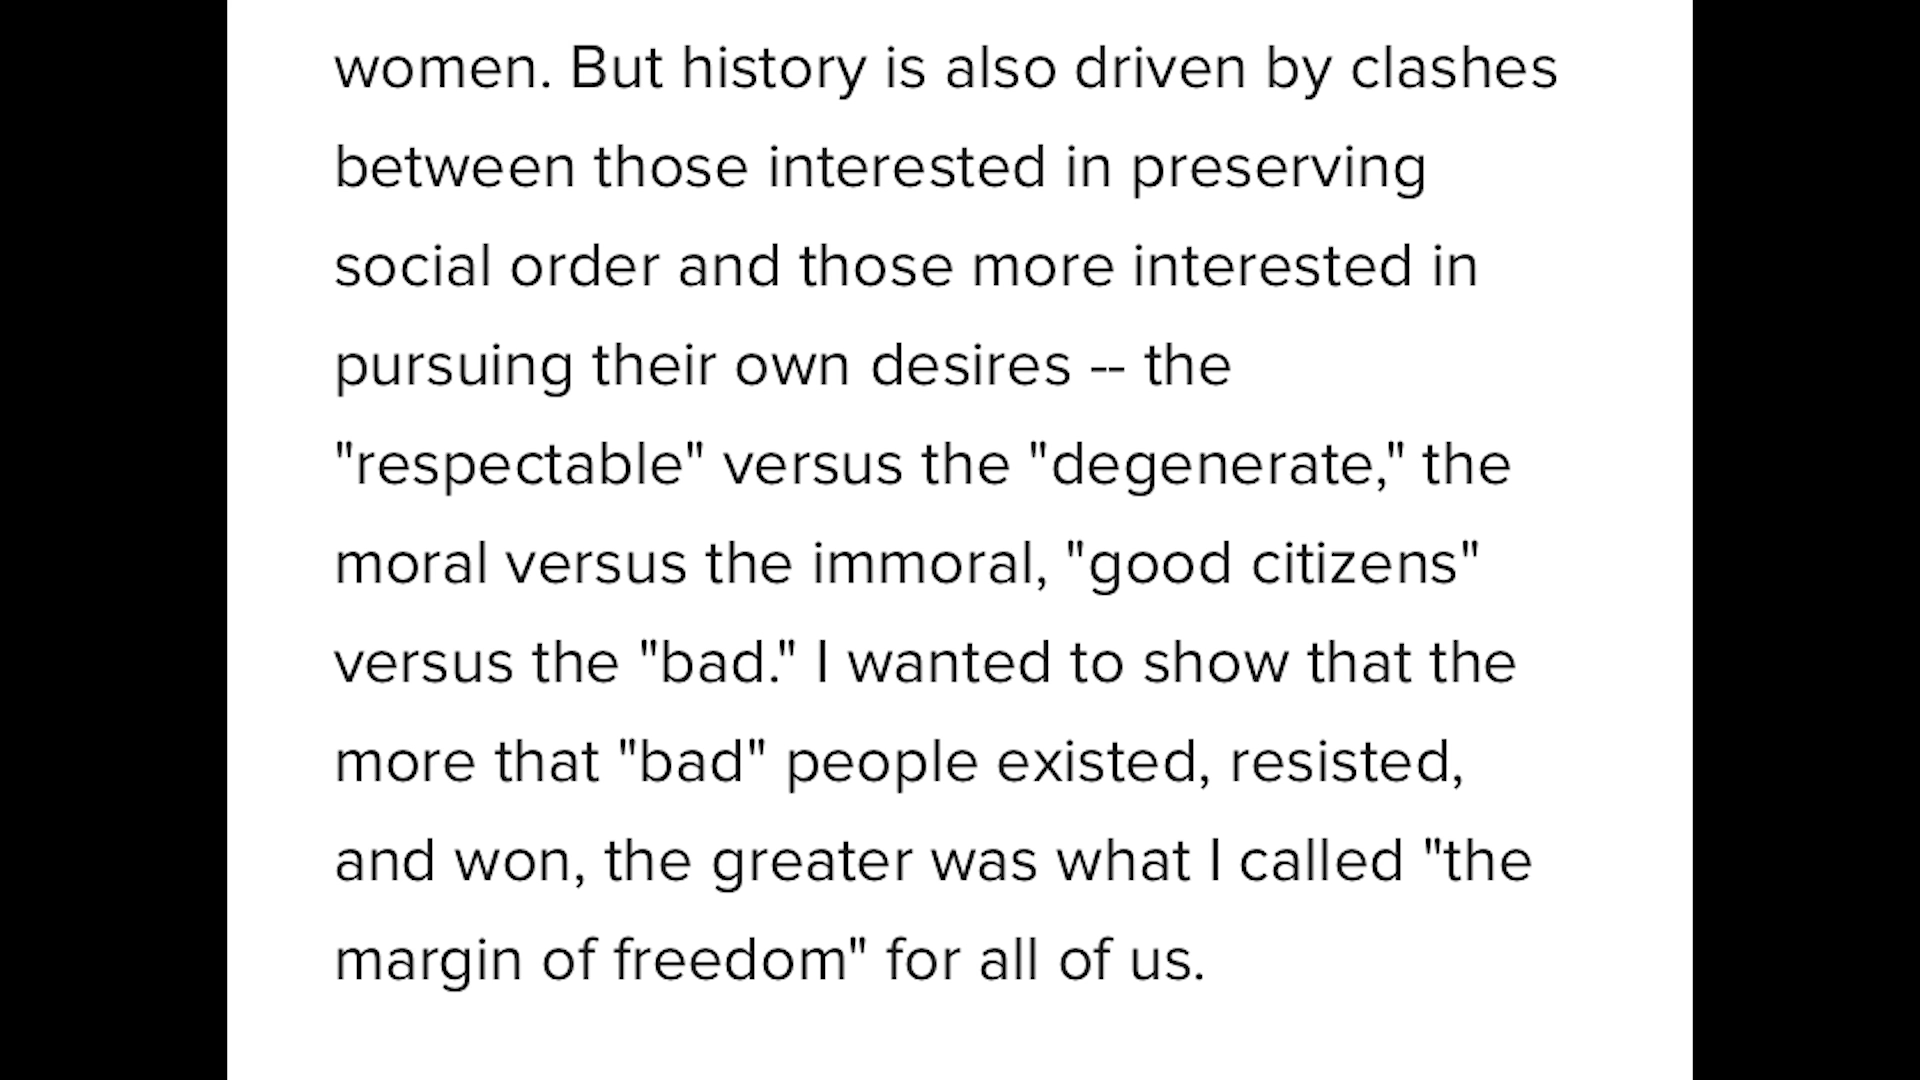 women. But history is also driven by clashes
between those interested in preserving
social order and those more interested in
pursuing their own desires -- the
"respectable" versus the "degenerate," the
moral versus the immoral, "good citizens"
versus the "bad." I wanted to show that the
more that "bad" people existed, resisted,
and won, the greater was what I called "the
margin of freedom" for all of us.